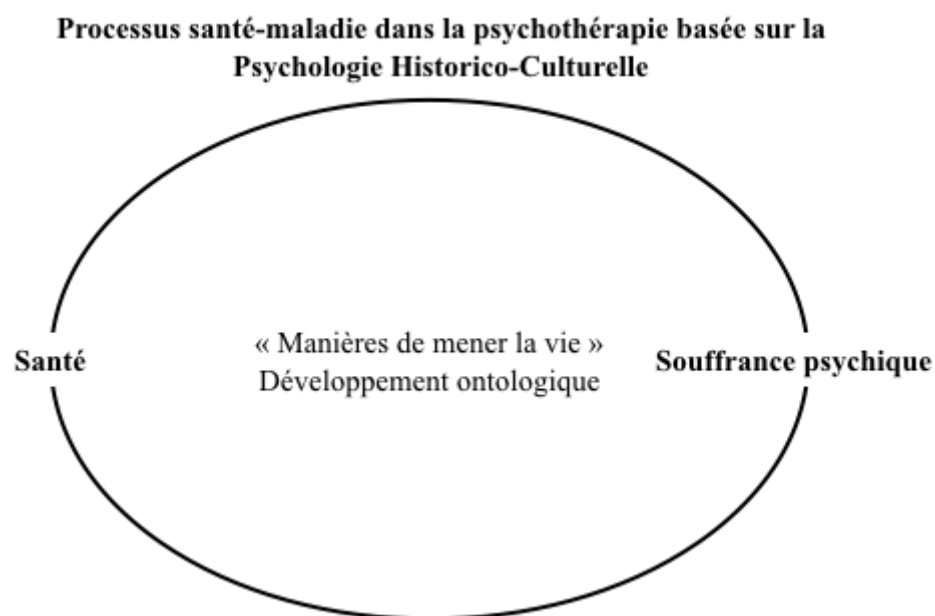 Processus santé-maladie dans la psychothérapie basée sur la
Psychologie Historico-Culturelle
« Manières de mener la vie »
Santé
Souffrance psychique
Développement ontologique